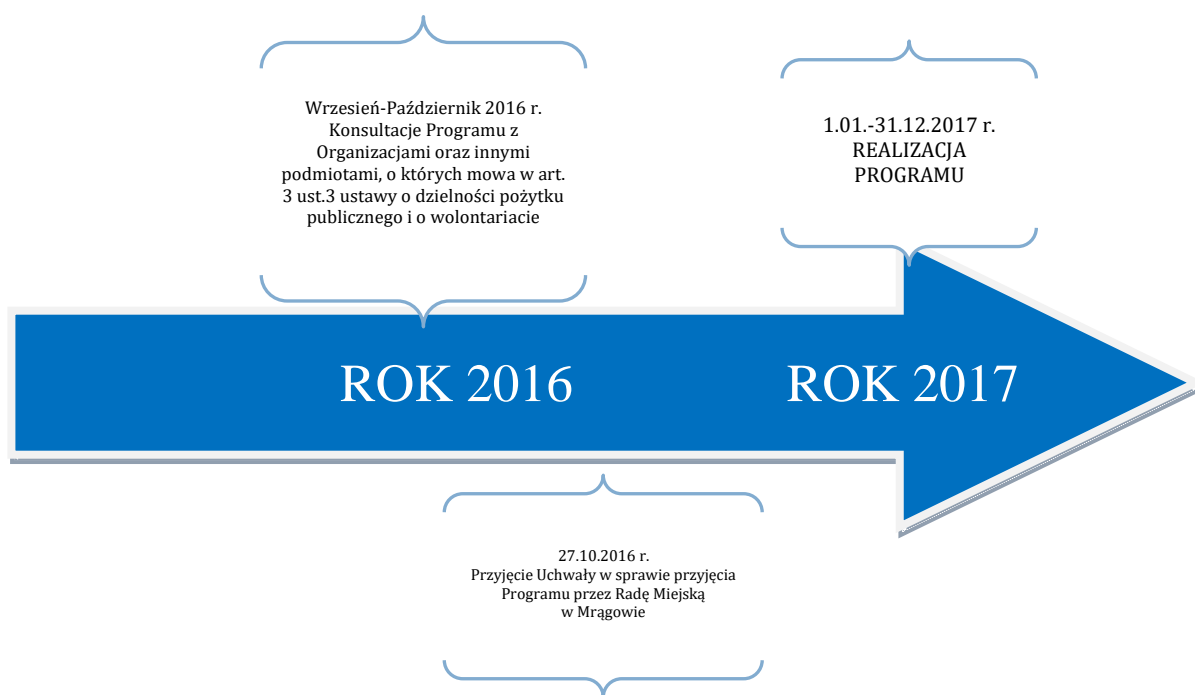 Wrzesień-Październik 2016 r.
Konsultacje Programu z
Organizacjami oraz innymi
podmiotami, o których mowa w art.
3 ust.3 ustawy o dzielności pożytku
publicznego i o wolontariacie
1.01.-31.12.2017 r.
REALIZACJA
PROGRAMU
ROK 2016
ROK 2017
27.10.2016 r.
Przyjęcie Uchwały w sprawie przyjęcia
Programu przez Radę Miejską
w Mrągowie